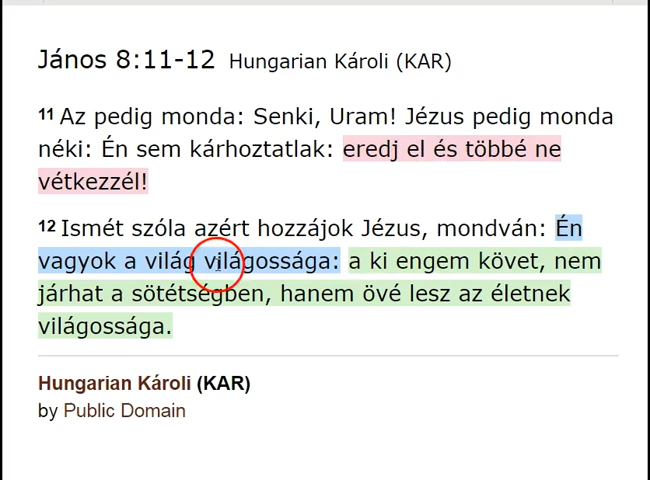 János 8:11-12 Hungarian Károli (KAR)
11 Az pedig monda: Senki, Uram! Jézus pedig monda
néki: Én sem kárhoztatlak: eredj el és többé ne
vétkezzél!
12 Ismét szóla azért hozzájok Jézus, mondván: Én
vagyok a világ világossága: a ki engem követ, nem
járhat a sötétségben, hanem övé lesz az életnek
világossága.
Hungarian Károli (KAR)
by Public Domain